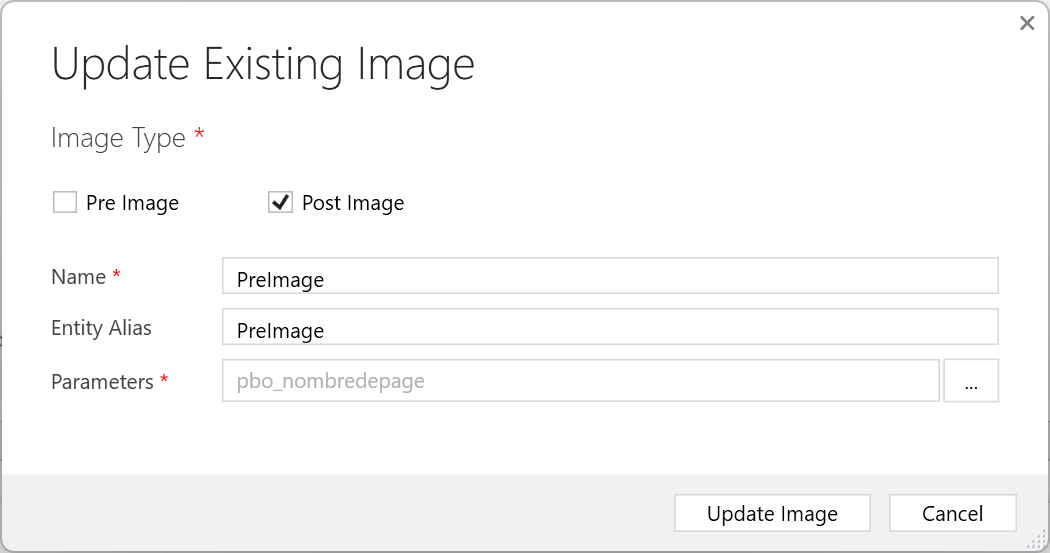 Update Existing Image
Image Type *
Pre Image
Post Image
Name *
PreImage
Entity Alias
PreImage
Parameters *
pbo_nombredepage
...
Update Image
Cancel